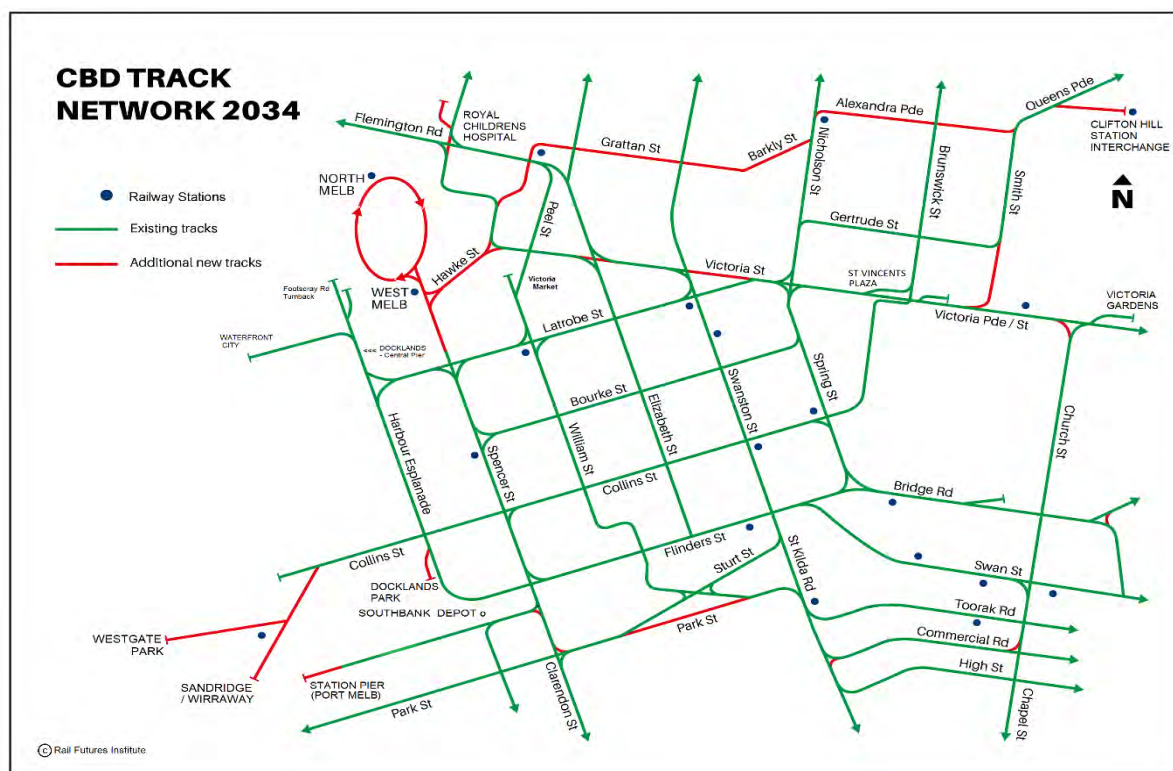 CBD TRACK
NETWORK 2034
Railway Stations
Existing tracks
Additional new tracks
Flemington Rd
ROYAL
CHILDRENS
HOSPITAL
Grattan St
Barkly St
Nicholson St
Alexandra Pde
Queens Pde
CLIFTON HILL
STATION
INTERCHANGE
N
Brunswick St
Smith St
Gertrude St
NORTH
MELB
Peel St
Hawke St
WEST
MELB
Victoria
Market
Victoria St
ST VINCENTS
PLAZA
Victoria Pde / St
VICTORIA
GARDENS
Footscray Rd
Turnback
WATERFRONT
CITY
<<< DOCKLANDS
- Central Pier
Latrobe St
Bourke St
Harbour Esplanade
Spencer St
William St
Elizabeth St
Swanston St
Spring St
Church St
Collins St
Bridge Rd
Collins St
Flinders St
Sturt St
St Kilda Rd
Swan St
DOCKLANDS
PARK
SOUTHBANK DEPOT
Toorak Rd
WESTGATE
PARK
Park St
Commercial Rd
High St
SANDRIDGE
/ WIRRAWAY
STATION PIER
(PORT MELB)
Park St
Clarendon St
Chapel St
c Rail Futures Institute